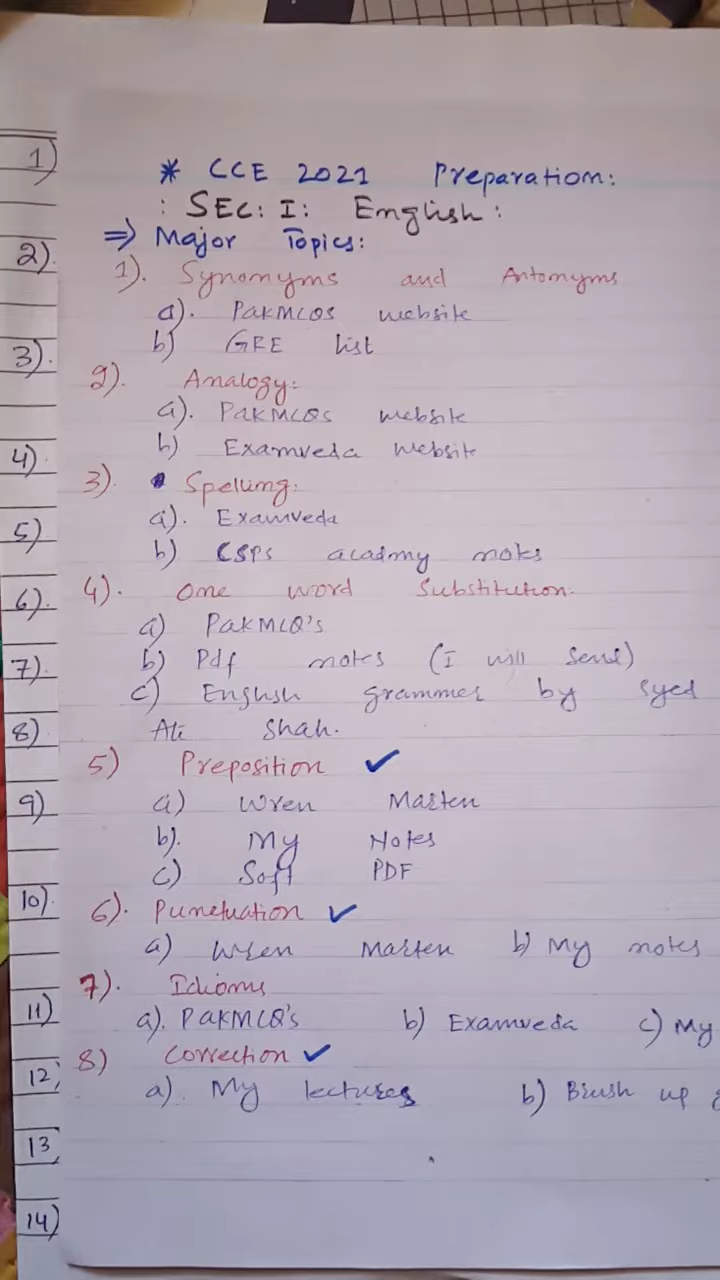 * CCE 2021 Preparation:
: SEC: I: English:
⇒ Major Topics:
1). Synonyms and Antonyms
a). PakMCQs website
b) GRE list
2). Analogy:
a). PakMCQs website
b) Examveda website
3). Spelling:
a). Examveda
b) CSPS acadmy notes
4). One word Substitution:
a) PakMCQ's
b) Pdf notes (I will send)
c) English grammer by syed
Ali Shah.
5) Preposition ✓
a) Wren Marten
b). My Notes
c) Soft PDF
6). Punctuation ✓
a) Wren Marten b) My notes
7). Idioms
a). PAKMCQ's b) Examveda c) My
8) Correction ✓
a). My lectures b) Brush up
1)
2).
3).
4).
5).
6).
7).
8).
9)
10).
11)
12)
13
14)